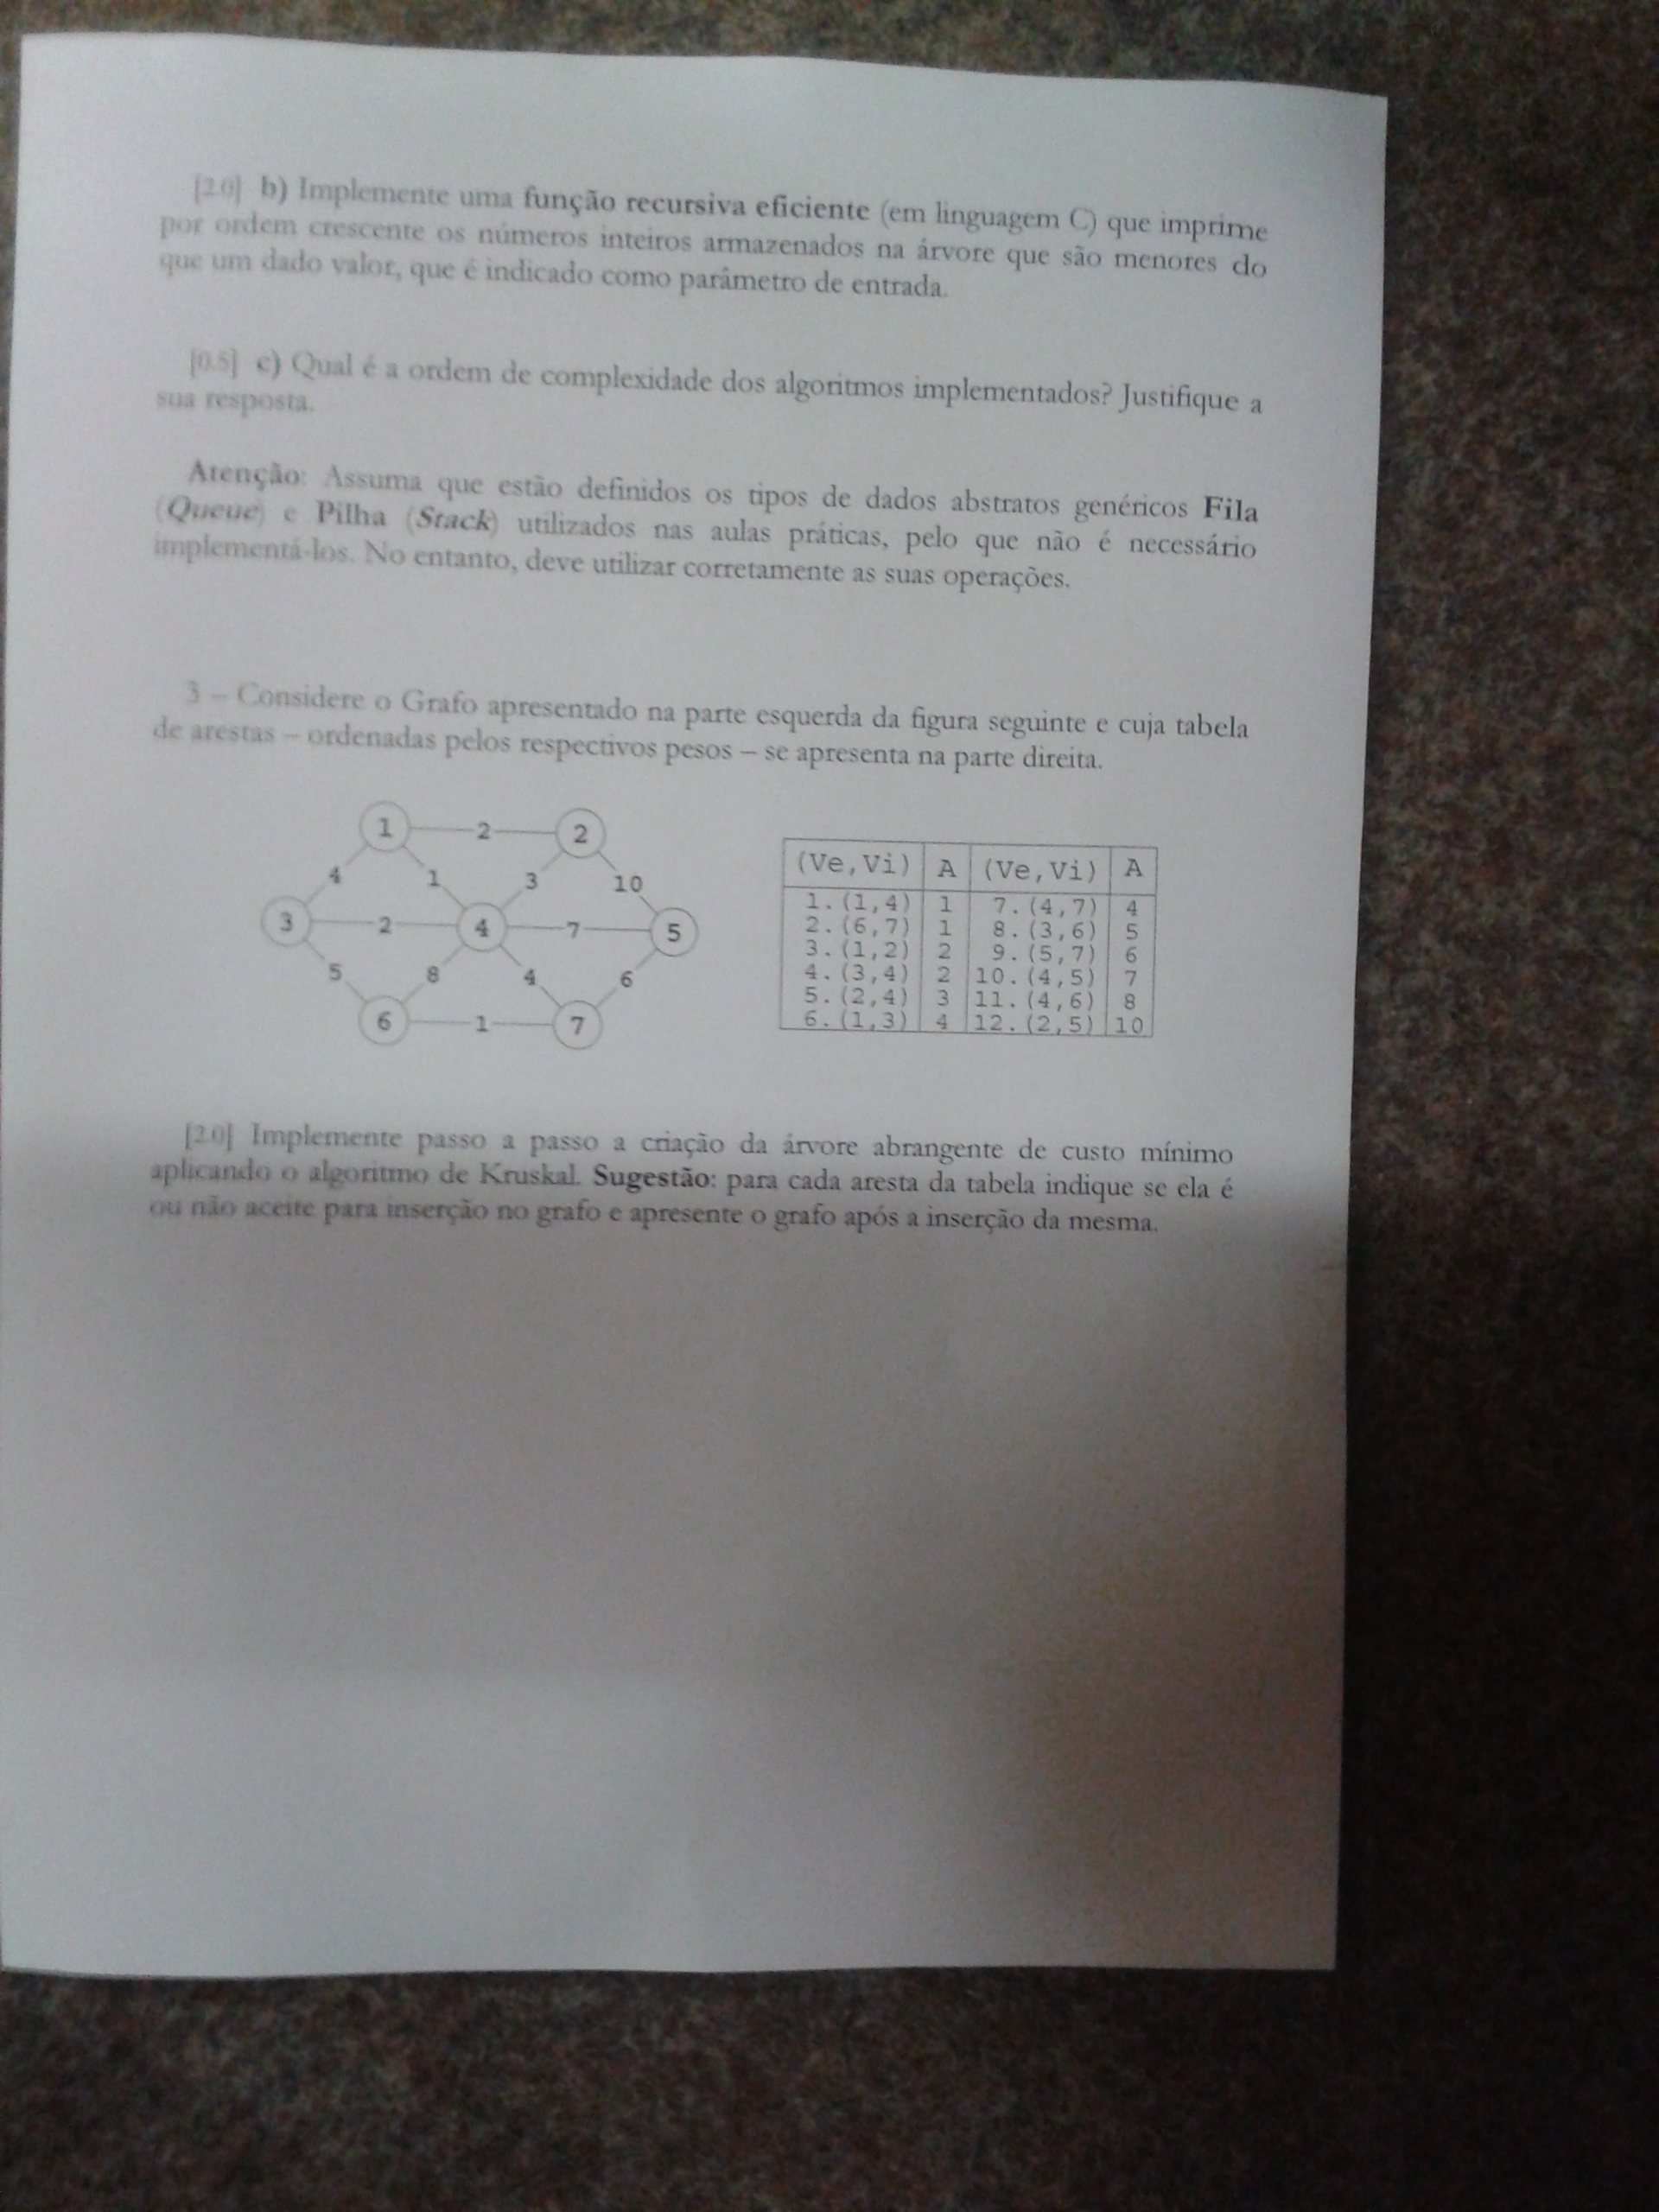 [2.0] b) Implemente uma função recursiva eficiente (em linguagem C) que imprime
por ordem crescente os números inteiros armazenados na árvore que são menores do
que um dado valor, que é indicado como parâmetro de entrada.
[0.5] c) Qual é a ordem de complexidade dos algoritmos implementados? Justifique a
sua resposta.
Atenção: Assuma que estão definidos os tipos de dados abstratos genéricos Fila
(Queue) e Pilha (Stack) utilizados nas aulas práticas, pelo que não é necessário
implementá-los. No entanto, deve utilizar corretamente as suas operações.
3 – Considere o Grafo apresentado na parte esquerda da figura seguinte e cuja tabela
de arestas – ordenadas pelos respectivos pesos – se apresenta na parte direita.
1 2 2
4 1 3 10
3 2 4 7 5
5 8 4 6
6 1 7
(Ve,Vi) A (Ve,Vi) A
1.(1,4) 1 7.(4,7) 4
2.(6,7) 1 8.(3,6) 5
3.(1,2) 2 9.(5,7) 6
4.(3,4) 2 10.(4,5) 7
5.(2,4) 3 11.(4,6) 8
6.(1,3) 4 12.(2,5) 10
[2.0] Implemente passo a passo a criação da árvore abrangente de custo mínimo
aplicando o algoritmo de Kruskal. Sugestão: para cada aresta da tabela indique se ela é
ou não aceite para inserção no grafo e apresente o grafo após a inserção da mesma.